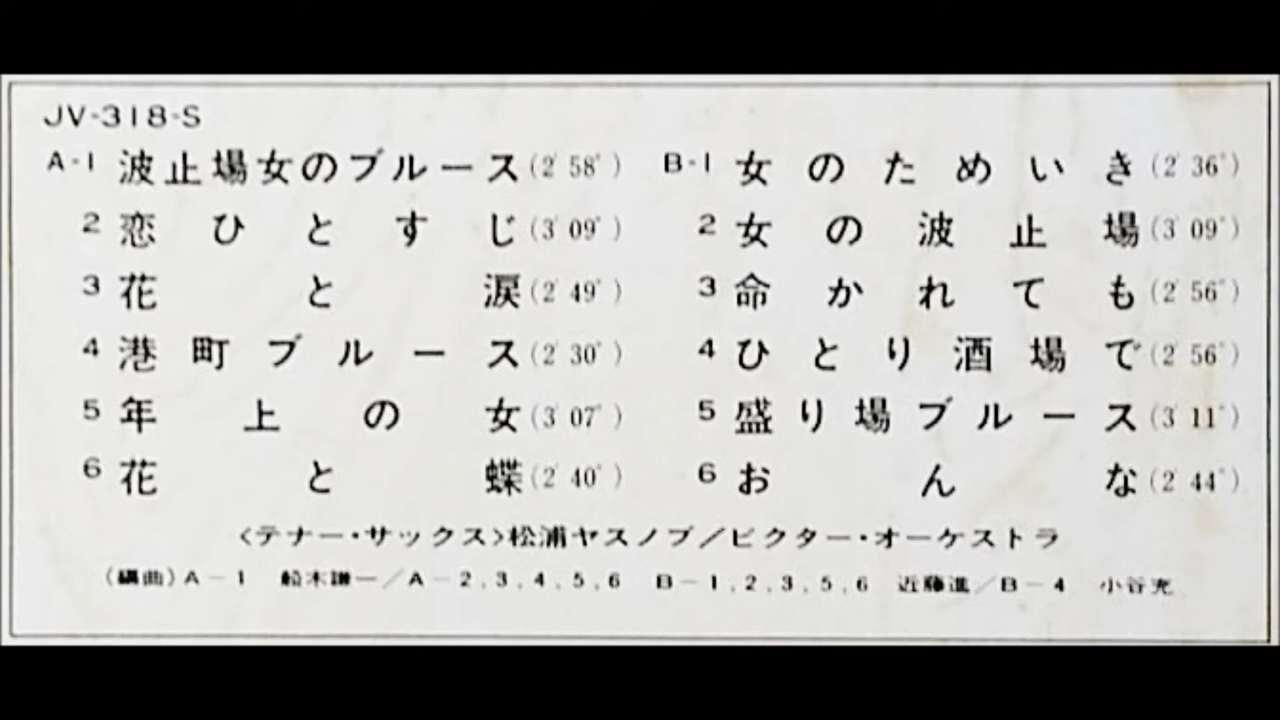 JV-318-S
A-1 波止場女のブルース(2′58″) B-1 女のためいき(2′36″)
2 恋ひとすじ(3′09″) 2 女の波止場(3′09″)
3 花と涙(2′49″) 3 命かれても(2′56″)
4 港町ブルース(2′30″) 4 ひとり酒場で(2′56″)
5 年上の女(3′07″) 5 盛り場ブルース(3′11″)
6 花と蝶(2′40″) 6 おんな(2′44″)
<テナー・サックス>松浦ヤスノブ/ビクター・オーケストラ
(編曲)A-1 船木謙一/A-2,3,4,5,6 B-1,2,3,5,6 近藤進/B-4 小谷充